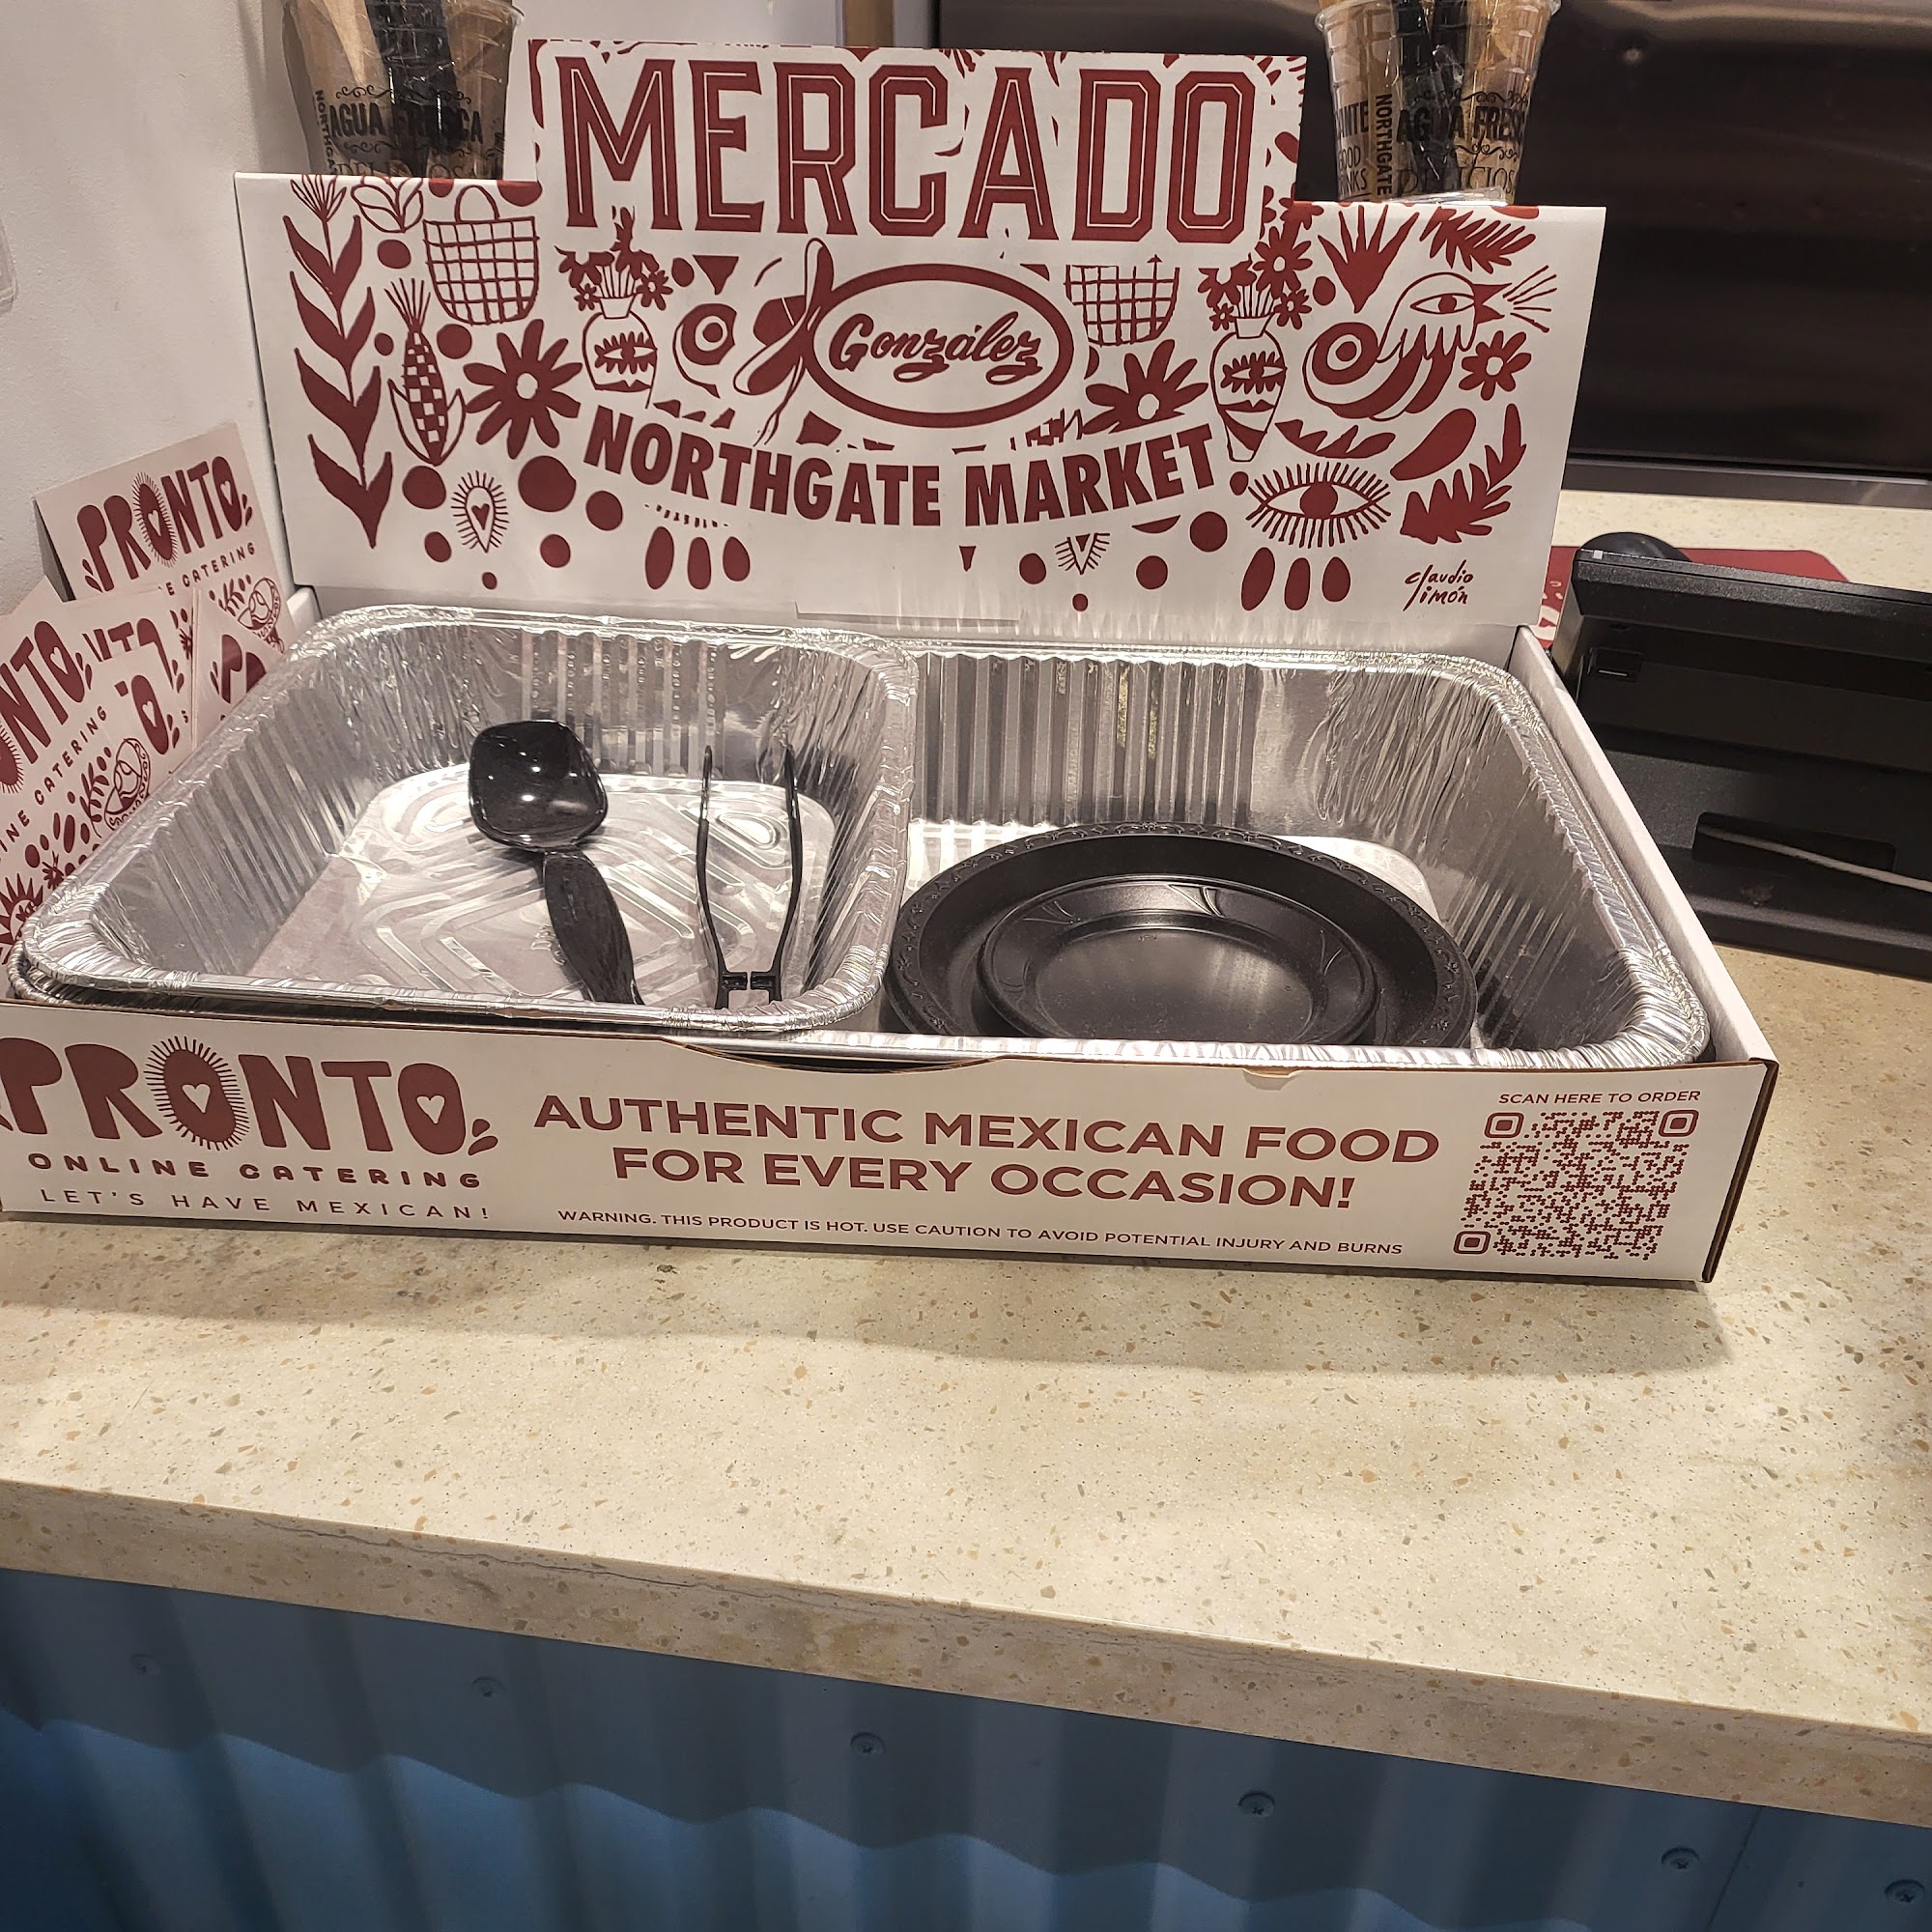 AGUA FRESCA
NORTHGATE
AGUA FRESCA
MERCADO
González
NORTHGATE MARKET
claudio
limón
PRONTO
CATERING
CATERING
PRONTO
ONLINE CATERING
LET'S HAVE MEXICAN!
AUTHENTIC MEXICAN FOOD
FOR EVERY OCCASION!
WARNING. THIS PRODUCT IS HOT. USE CAUTION TO AVOID POTENTIAL INJURY AND BURNS
SCAN HERE TO ORDER